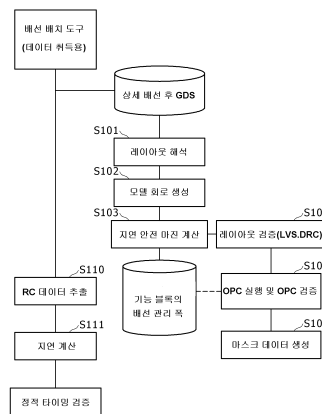 배선 배치 도구
(데이터 취득용)
상세 배선 후 GDS
S101
레이아웃 해석
S102
모델 회로 생성
S103
지연 안전 마진 계산
S10
레이아웃 검증(LVS.DRC)
S110
RC 데이터 추출
기능 블록의
배선 관리 폭
S10
OPC 실행 및 OPC 검증
S111
지연 계산
S10
마스크 데이터 생성
정적 타이밍 검증